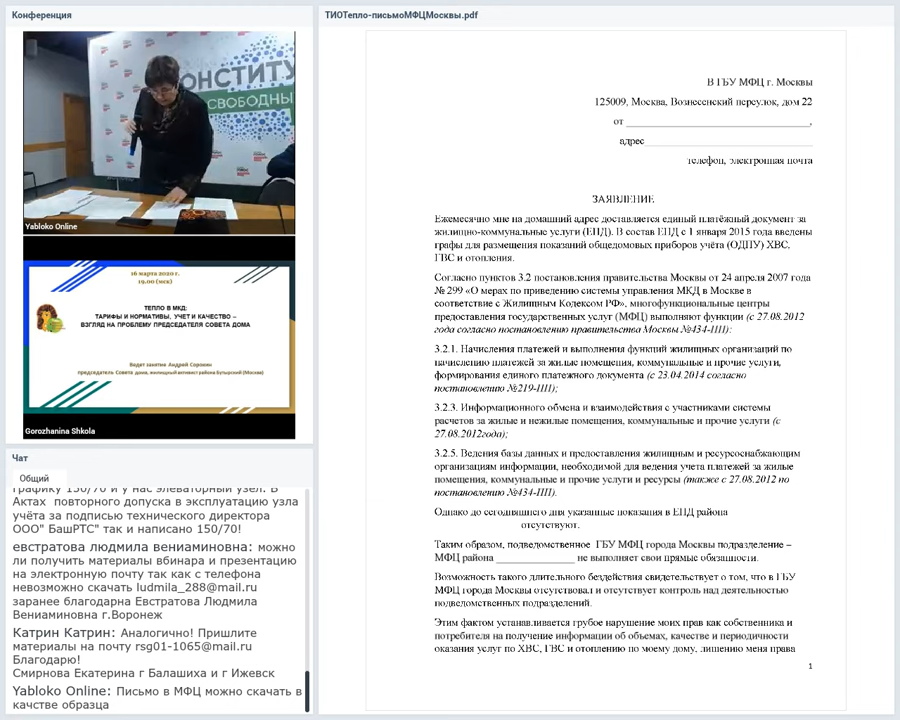 Конференция
ОНСТИТУ
СВОБОДНЫ
Yabloko Online
16 марта 2020 г.
19.00 (мск)
ТЕПЛО В МКД:
ТАРИФЫ И НОРМАТИВЫ, УЧЕТ И КАЧЕСТВО –
ВЗГЛЯД НА ПРОБЛЕМУ ПРЕДСЕДАТЕЛЯ СОВЕТА ДОМА
Ведет занятие Андрей Сорокин
председатель Совета дома, жилищный активист района Бутырский (Москва)
Gorozhanina Shkola
Чат
Общий
графику 150/70 и у нас элеваторный узел. В
Актах повторного допуска в эксплуатацию узла
учёта за подписью технического директора
ООО" БашРТС" так и написано 150/70!
евстратова людмила вениаминовна: можно
ли получить материалы вбинара и презентацию
на электронную почту так как с телефона
невозможно скачать ludmila_288@mail.ru
заранее благодарна Евстратова Людмила
Вениаминовна г.Воронеж
Катрин Катрин: Аналогично! Пришлите
материалы на почту rsg01-1065@mail.ru
Благодарю!
Смирнова Екатерина г Балашиха и г Ижевск
Yabloko Online: Письмо в МФЦ можно скачать в
качстве образца
ТИОТепло-письмоМФЦМосквы.pdf
В ГБУ МФЦ г. Москвы
125009, Москва, Вознесенский переулок, дом 22
от ____________________________________,
адрес_________________________________
телефон, электронная почта
ЗАЯВЛЕНИЕ
Ежемесячно мне на домашний адрес доставляется единый платёжный документ за
жилищно-коммунальные услуги (ЕПД). В состав ЕПД с 1 января 2015 года введены
графы для размещения показаний общедомовых приборов учёта (ОДПУ) ХВС,
ГВС и отопления.
Согласно пунктов 3.2 постановления правительства Москвы от 24 апреля 2007 года
№ 299 «О мерах по приведению системы управления МКД в Москве в
соответствие с Жилищным Кодексом РФ», многофункциональные центры
предоставления государственных услуг (МФЦ) выполняют функции (с 27.08.2012
года согласно постановлению правительства Москвы №434-ПП):
3.2.1. Начисления платежей и выполнения функций жилищных организаций по
начислению платежей за жилые помещения, коммунальные и прочие услуги,
формирования единого платежного документа (с 23.04.2014 согласно
постановлению №219-ПП);
3.2.3. Информационного обмена и взаимодействия с участниками системы
расчетов за жилые и нежилые помещения, коммунальные и прочие услуги (с
27.08.2012года);
3.2.5. Ведения базы данных и предоставления жилищным и ресурсоснабжающим
организациям информации, необходимой для ведения учета платежей за жилые
помещения, коммунальные и прочие услуги и ресурсы (также с 27.08.2012 по
постановлению №434-ПП).
Однако до сегодняшнего дня указанные показания в ЕПД района
отсутствуют.
Таким образом, подведомственное ГБУ МФЦ города Москвы подразделение –
МФЦ района ________________ не выполняет свои прямые обязанности.
Возможность такого длительного бездействия свидетельствует о том, что в ГБУ
МФЦ города Москвы отсутствовал и отсутствует контроль над деятельностью
подведомственных подразделений.
Этим фактом устанавливается грубое нарушение моих прав как собственника и
потребителя на получение информации об объемах, качестве и периодичности
оказания услуг по ХВС, ГВС и отоплению по моему дому, лишению меня права
1